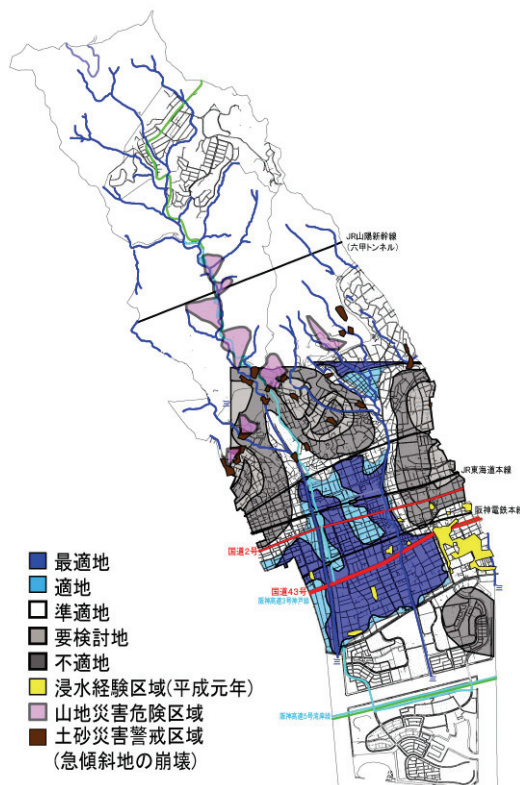 JR山陽新幹線
(六甲トンネル)
JR東海道本線
阪神電鉄本線
国道2号
国道43号
阪神高速3号神戸線
最適地
適地
準適地
要検討地
不適地
浸水経験区域(平成元年)
山地災害危険区域
土砂災害警戒区域
(急傾斜地の崩壊)
阪神高速5号湾岸線